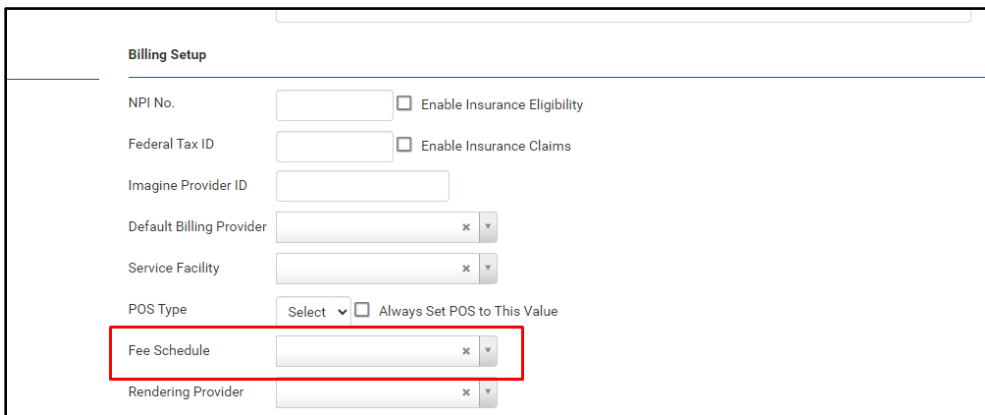 Billing Setup
NPI No. Enable Insurance Eligibility
Federal Tax ID Enable Insurance Claims
Imagine Provider ID
Default Billing Provider
Service Facility
POS Type Select Always Set POS to This Value
Fee Schedule
Rendering Provider